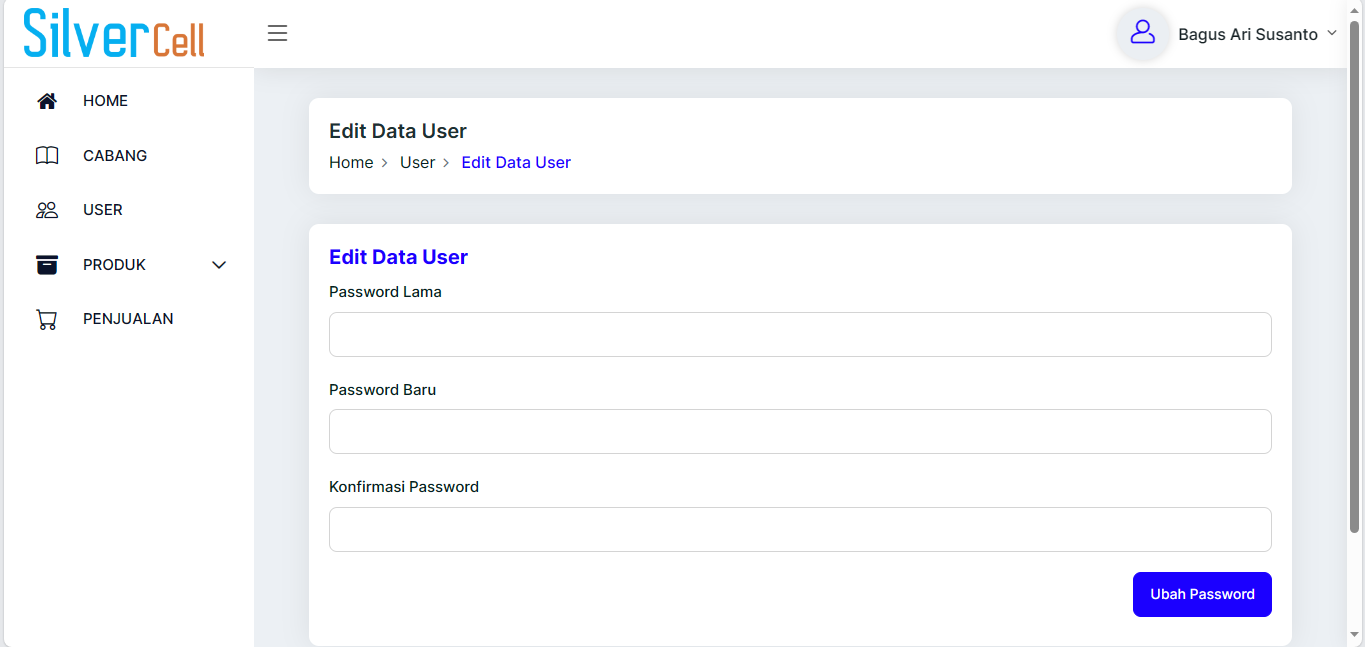 SilverCell
Bagus Ari Susanto
HOME
CABANG
USER
PRODUK
PENJUALAN
Edit Data User
Home > User > Edit Data User
Edit Data User
Password Lama
Password Baru
Konfirmasi Password
Ubah Password